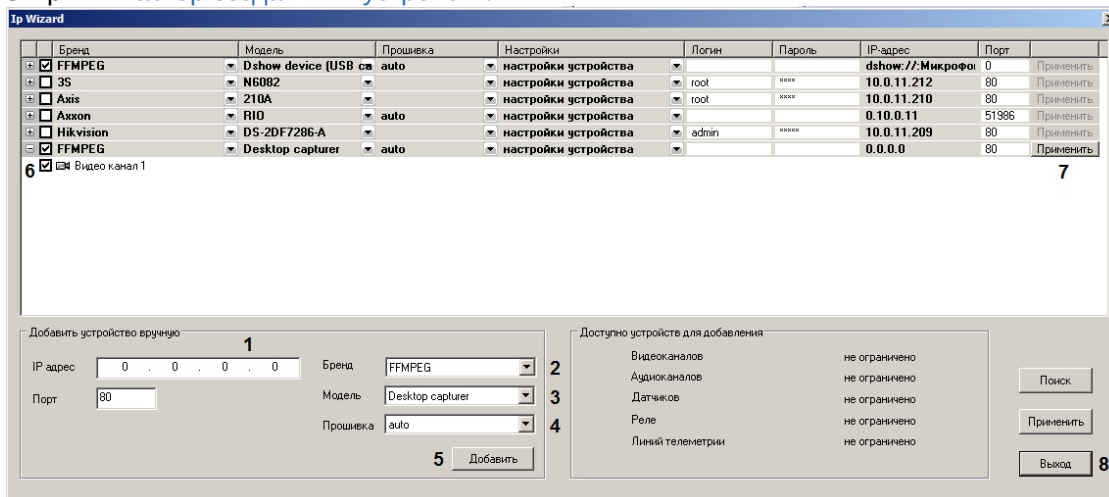 Ip Wizard
Бренд Модель Прошивка Настройки Логин Пароль IP-адрес Порт
FFMPEG Dshow device (USB ca auto настройки устройства dshow://:Микрофо 0 Применить
3S N6082 настройки устройства root **** 10.0.11.212 80 Применить
Axis 210A настройки устройства root **** 10.0.11.210 80 Применить
Axxon RIO auto настройки устройства 0.10.0.11 51986 Применить
Hikvision DS-2DF7286-A настройки устройства admin ***** 10.0.11.209 80 Применить
FFMPEG Desktop capturer auto настройки устройства 0.0.0.0 80 Применить
6 Видео канал 1 7
Добавить устройство вручную
1
IP адрес 0 . 0 . 0 . 0
Порт 80
Бренд FFMPEG 2
Модель Desktop capturer 3
Прошивка auto 4
5 Добавить
Доступно устройств для добавления
Видеоканалов не ограничено
Аудиоканалов не ограничено
Датчиков не ограничено
Реле не ограничено
Линий телеметрии не ограничено
Поиск
Применить
Выход 8